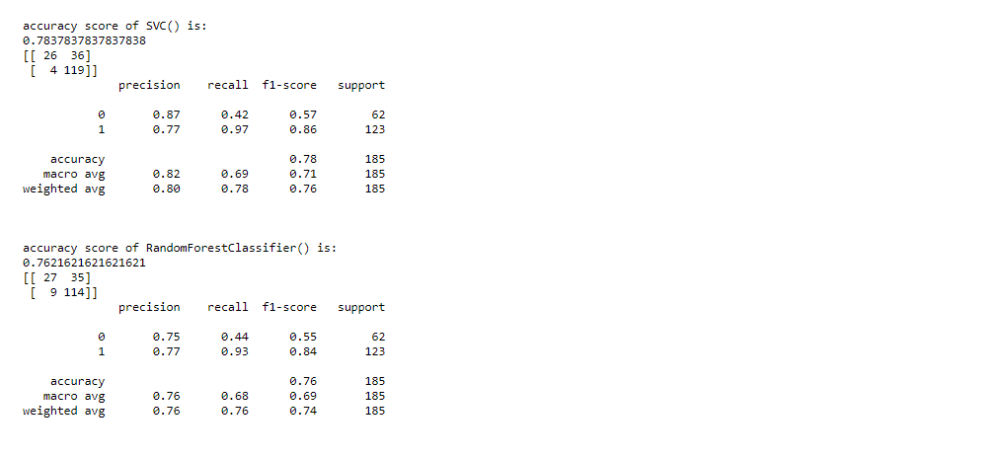 accuracy score of SVC() is:
0.7837837837837838
[[ 26  36]
 [  4 119]]
              precision    recall  f1-score   support

           0       0.87      0.42      0.57        62
           1       0.77      0.97      0.86       123

    accuracy                           0.78       185
   macro avg       0.82      0.69      0.71       185
weighted avg       0.80      0.78      0.76       185

accuracy score of RandomForestClassifier() is:
0.7621621621621621
[[ 27  35]
 [  9 114]]
              precision    recall  f1-score   support

           0       0.75      0.44      0.55        62
           1       0.77      0.93      0.84       123

    accuracy                           0.76       185
   macro avg       0.76      0.68      0.69       185
weighted avg       0.76      0.76      0.74       185